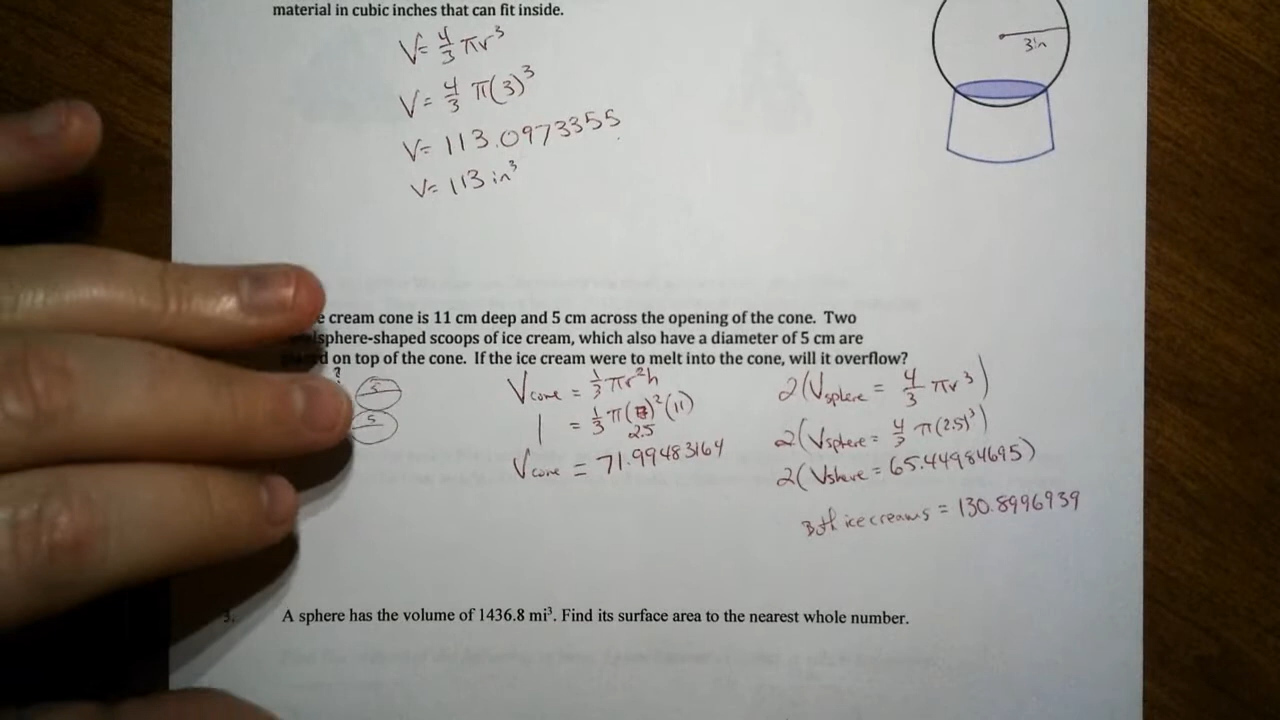 material in cubic inches that can fit inside.
V= 4/3 πr³
V= 4/3 π(3)³
V= 113.0973355
V= 113 in³
3in
cream cone is 11 cm deep and 5 cm across the opening of the cone. Two
sphere-shaped scoops of ice cream, which also have a diameter of 5 cm are
on top of the cone. If the ice cream were to melt into the cone, will it overflow?
?
5
5
Vcone = 1/3 πr²h
= 1/3 π( )²(11)
2.5
Vcone = 71.99483164
2(Vsphere = 4/3 πr³)
2(Vsphere = 4/3 π(2.5)³)
2(Vshere = 65.44984695)
Both ice creams = 130.8996939
3. A sphere has the volume of 1436.8 mi³. Find its surface area to the nearest whole number.